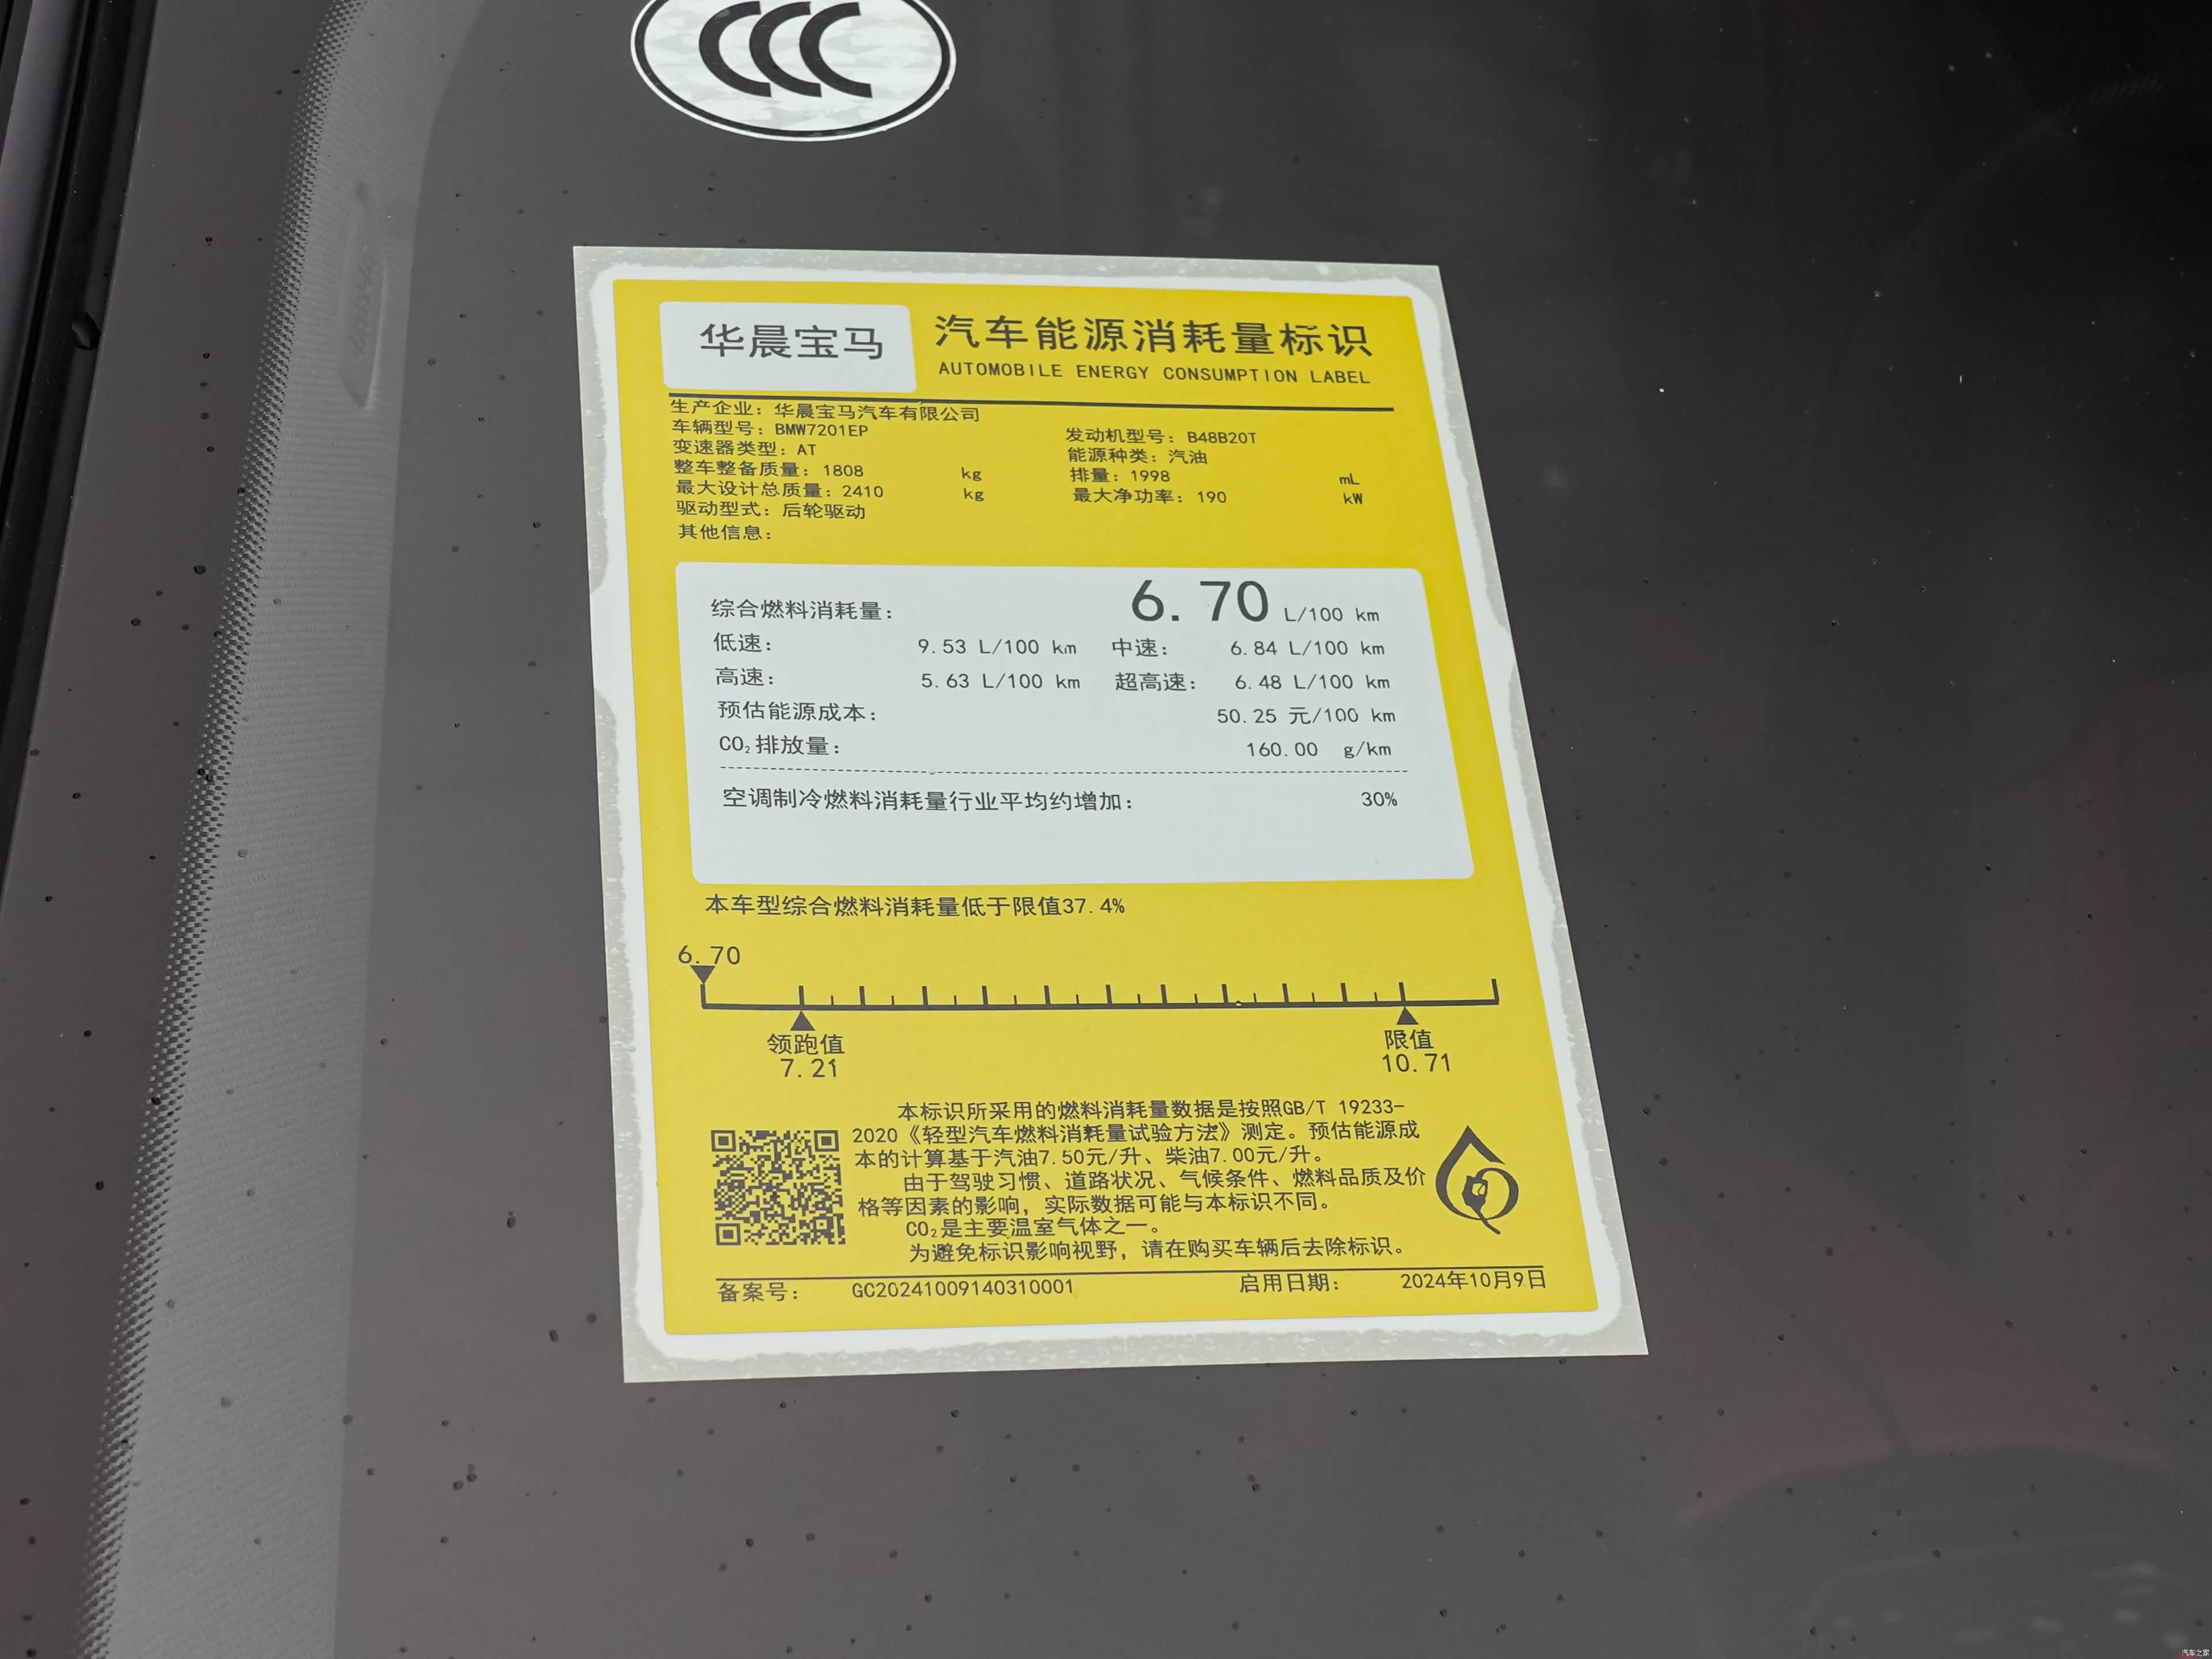 CCC
华晨宝马
汽车能源消耗量标识
AUTOMOBILE ENERGY CONSUMPTION LABEL
生产企业：华晨宝马汽车有限公司
车辆型号：BMW7201EP
发动机型号：B48B20T
变速器类型：AT
能源种类：汽油
整车整备质量：1808 kg
排量：1998 mL
最大设计总质量：2410 kg
最大净功率：190 kW
驱动型式：后轮驱动
其他信息：
综合燃料消耗量： 6.70 L/100 km
低速： 9.53 L/100 km 中速： 6.84 L/100 km
高速： 5.63 L/100 km 超高速： 6.48 L/100 km
预估能源成本： 50.25 元/100 km
CO₂排放量： 160.00 g/km
空调制冷燃料消耗量行业平均约增加： 30%
本车型综合燃料消耗量低于限值37.4%
6.70
领跑值 限值
7.21 10.71
本标识所采用的燃料消耗量数据是按照GB/T 19233-
2020《轻型汽车燃料消耗量试验方法》测定。预估能源成
本的计算基于汽油7.50元/升、柴油7.00元/升。
由于驾驶习惯、道路状况、气候条件、燃料品质及价
格等因素的影响，实际数据可能与本标识不同。
CO₂是主要温室气体之一。
为避免标识影响视野，请在购买车辆后去除标识。
备案号： GC20241009140310001 启用日期： 2024年10月9日
汽车之家